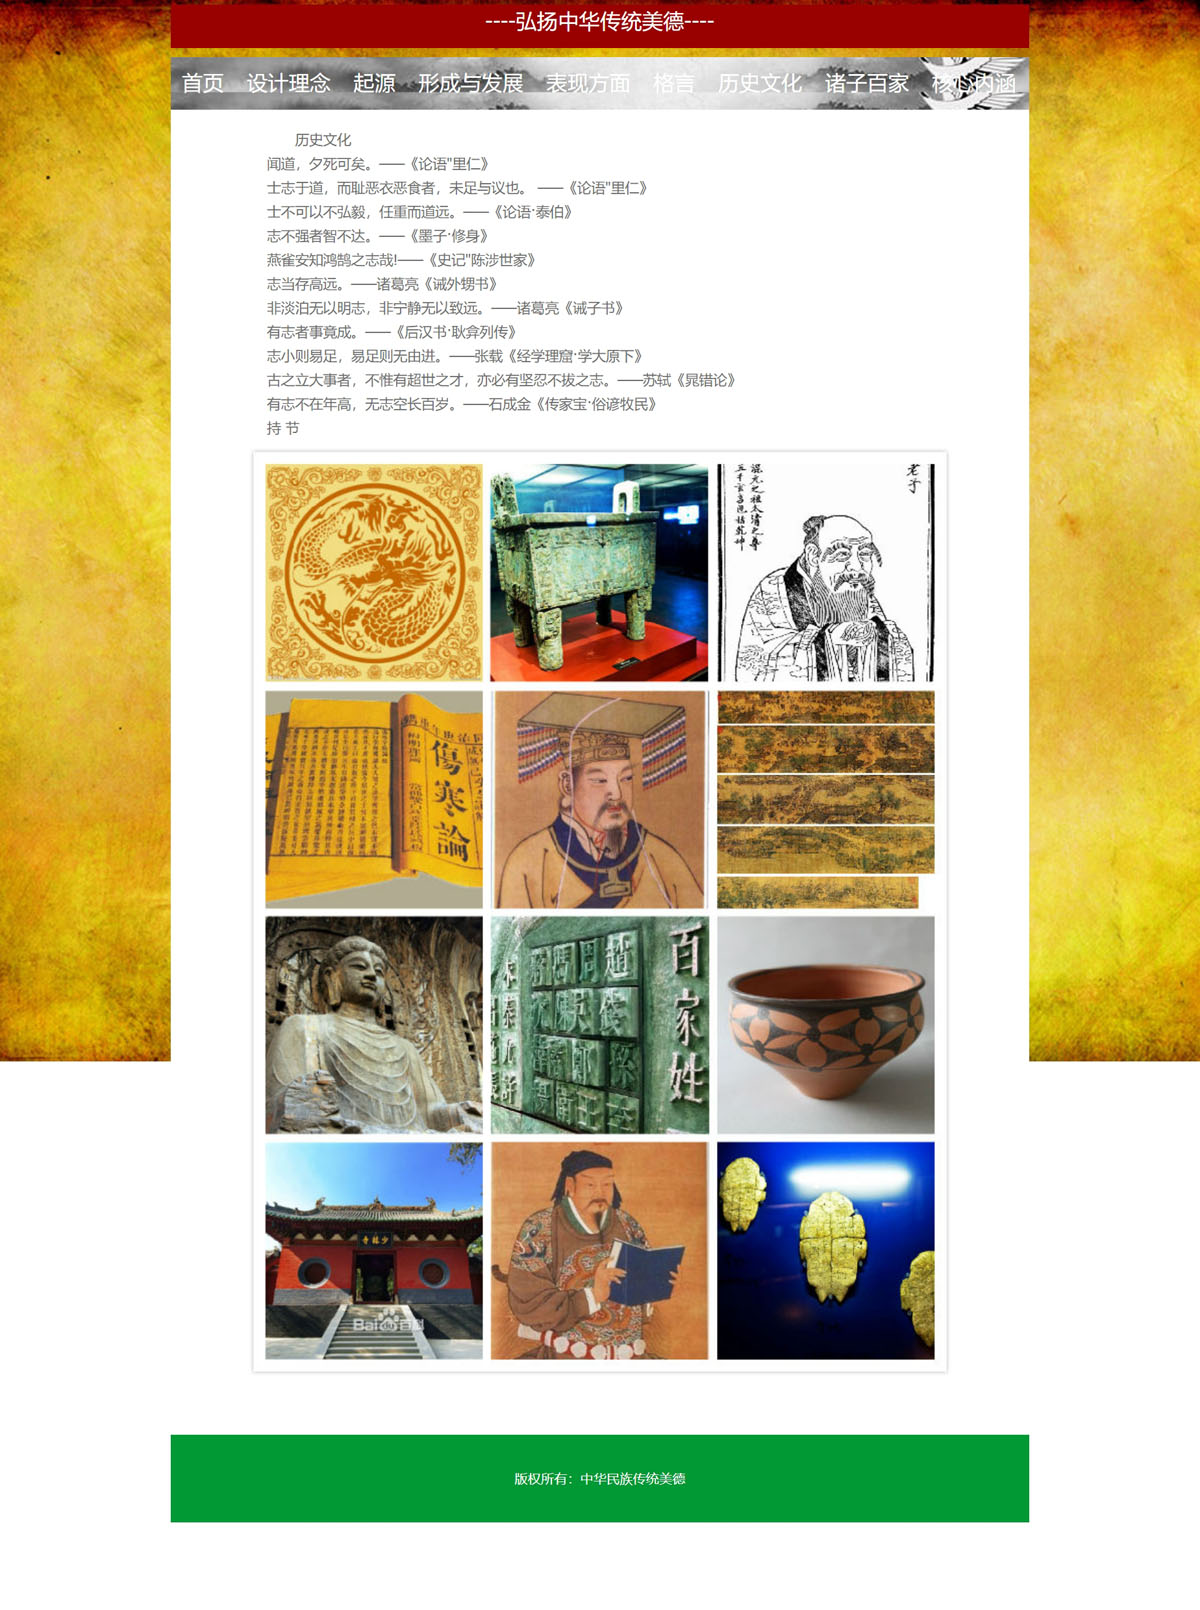 ----弘扬中华传统美德----
首页 设计理念 起源 形成与发展 表现方面 格言 历史文化 诸子百家 核心内涵
历史文化
闻道，夕死可矣。——《论语"里仁》
士志于道，而耻恶衣恶食者，未足与议也。 ——《论语"里仁》
士不可以不弘毅，任重而道远。——《论语·泰伯》
志不强者智不达。——《墨子·修身》
燕雀安知鸿鹄之志哉!——《史记"陈涉世家》
志当存高远。——诸葛亮《诫外甥书》
非淡泊无以明志，非宁静无以致远。——诸葛亮《诫子书》
有志者事竟成。——《后汉书·耿弇列传》
志小则易足，易足则无由进。——张载《经学理窟·学大原下》
古之立大事者，不惟有超世之才，亦必有坚忍不拔之志。——苏轼《晁错论》
有志不在年高，无志空长百岁。——石成金《传家宝·俗谚牧民》
持 节
老子
混元之祖太清之尊
傷寒論
百家姓
趙
周
馮
少林寺
Bai百科
版权所有：中华民族传统美德